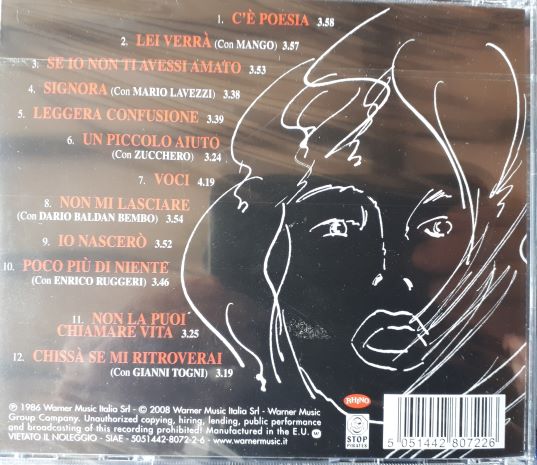 1. C'È POESIA 3.58
2. LEI VERRÀ (Con MANGO) 3.57
3. SE IO NON TI AVESSI AMATO 3.53
4. SIGNORA (Con MARIO LAVEZZI) 3.38
5. LEGGERA CONFUSIONE 3.39
6. UN PICCOLO AIUTO
(Con ZUCCHERO) 3.24
7. VOCI 4.19
8. NON MI LASCIARE
(Con DARIO BALDAN BEMBO) 3.54
9. IO NASCERÒ 3.52
10. POCO PIÙ DI NIENTE
(Con ENRICO RUGGERI) 3.46
11. NON LA PUOI
CHIAMARE VITA 3.25
12. CHISSÀ SE MI RITROVERAI
(Con GIANNI TOGNI) 3.19
℗ 1986 Warner Music Italia Srl - © 2008 Warner Music Italia Srl - Warner Music
Group Company. Unauthorized copying, hiring, lending, public performance
and broadcasting of this recording prohibited! Manufactured in the E.U.
VIETATO IL NOLEGGIO - SIAE - 5051442-8072-2-6 - www.warnermusic.it
RHINO
STOP
PIRATES
5 051442 807226